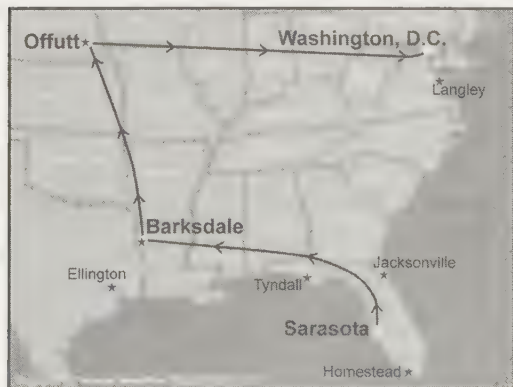 Offutt
Washington, D.C.
Langley
Barksdale
Ellington
Tyndall
Jacksonville
Sarasota
Homestead